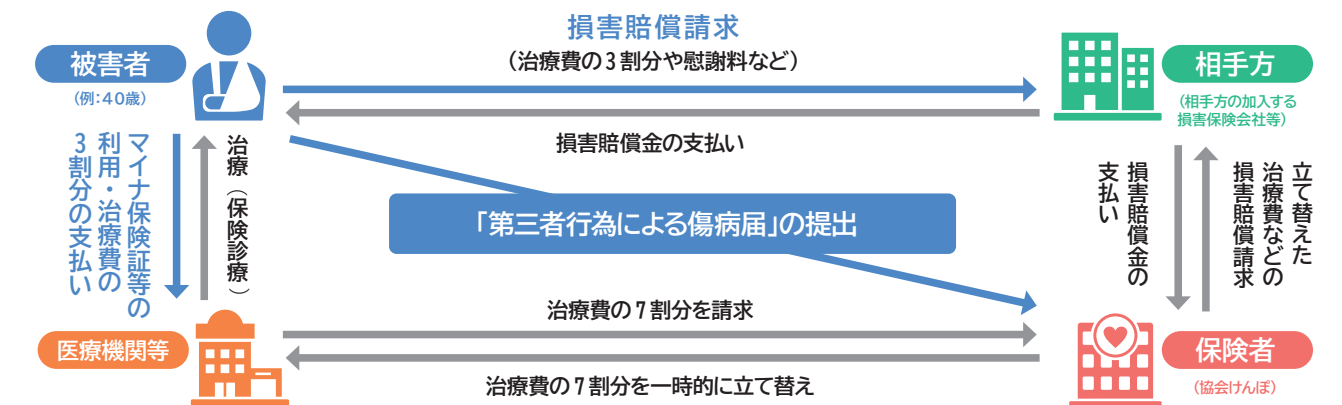 損害賠償請求
（治療費の3割分や慰謝料など）
被害者
（例：40歳）
相手方
（相手方の加入する
損害保険会社等）
損害賠償金の支払い
マイナ保険証等の
利用・治療費の
3割分の支払い
治療（保険診療）
「第三者行為による傷病届」の提出
損害賠償金の
支払い
立て替えた
治療費などの
損害賠償請求
治療費の7割分を請求
医療機関等
保険者
（協会けんぽ）
治療費の7割分を一時的に立て替え